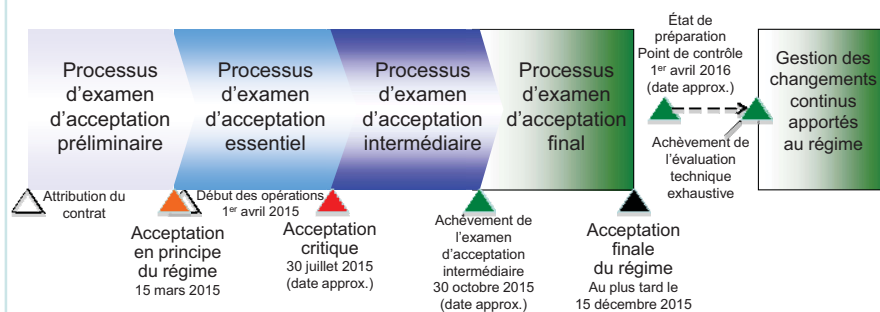 Processus
d’examen
d’acceptation
préliminaire
Processus
d’examen
d’acceptation
essentiel
Processus
d’examen
d’acceptation
intermédiaire
Processus
d’examen
d’acceptation
final
État de
préparation
Point de contrôle
1er avril 2016
(date approx.)
Achèvement de
l’évaluation
technique
exhaustive
Gestion des
changements
continus
apportés
au régime
Attribution du
contrat
Acceptation
en principe
du régime
15 mars 2015
Début des opérations
1er avril 2015
Acceptation
critique
30 juillet 2015
(date approx.)
Achèvement de
l’examen
d’acceptation
intermédiaire
30 octobre 2015
(date approx.)
Acceptation
finale
du régime
Au plus tard le
15 décembre 2015